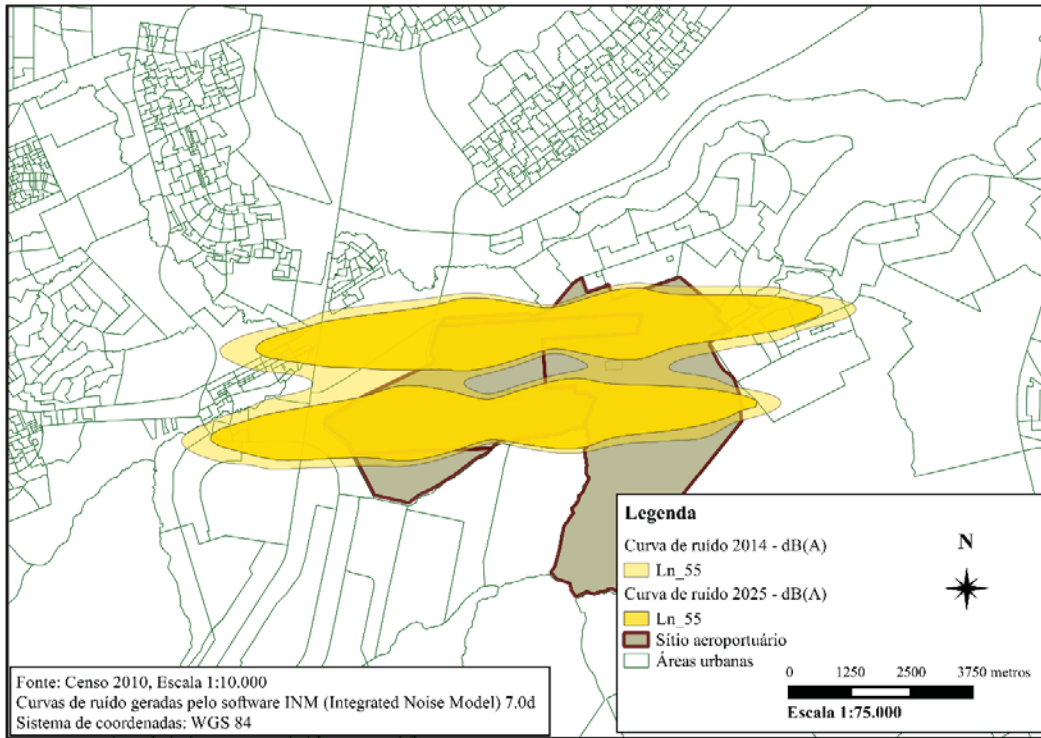 Legenda
Curva de ruído 2014 - dB(A)
Ln_55
Curva de ruído 2025 - dB(A)
Ln_55
Sítio aeroportuário
Áreas urbanas
N
0 1250 2500 3750 metros
Escala 1:75.000
Fonte: Censo 2010, Escala 1:10.000
Curvas de ruído geradas pelo software INM (Integrated Noise Model) 7.0d
Sistema de coordenadas: WGS 84